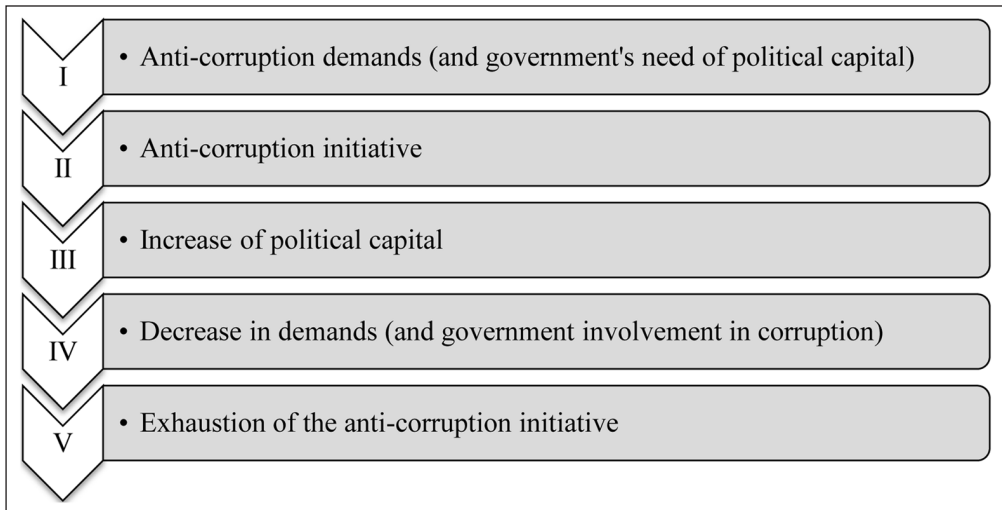 I
• Anti-corruption demands (and government's need of political capital)
II
• Anti-corruption initiative
III
• Increase of political capital
IV
• Decrease in demands (and government involvement in corruption)
V
• Exhaustion of the anti-corruption initiative